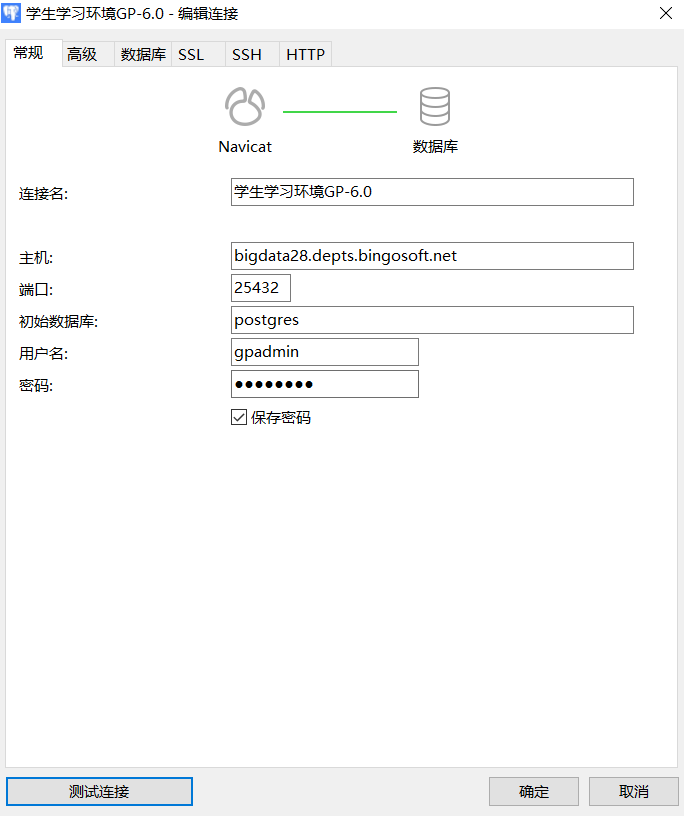 学生学习环境GP-6.0 - 编辑连接
常规 高级 数据库 SSL SSH HTTP
Navicat 数据库
连接名: 学生学习环境GP-6.0
主机: bigdata28.depts.bingosoft.net
端口: 25432
初始数据库: postgres
用户名: gpadmin
密码: ●●●●●●●●
保存密码
测试连接 确定 取消